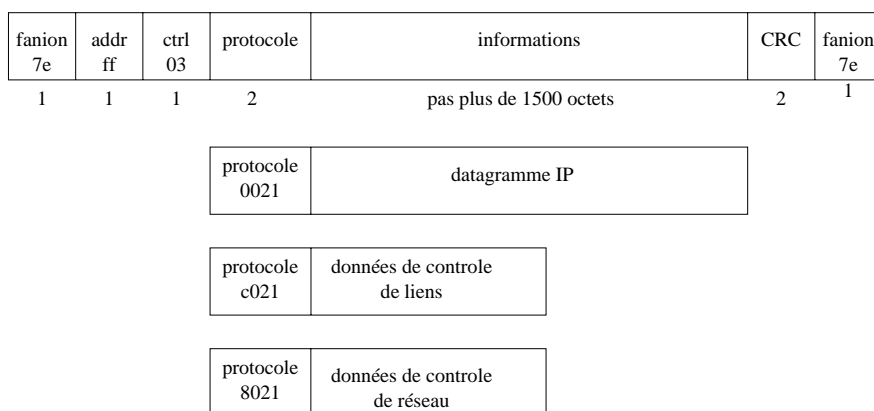 fanion addr ctrl protocole informations CRC fanion
7e ff 03 7e
1 1 1 2 pas plus de 1500 octets 2 1
protocole datagramme IP
0021
protocole données de controle
c021 de liens
protocole données de controle
8021 de réseau